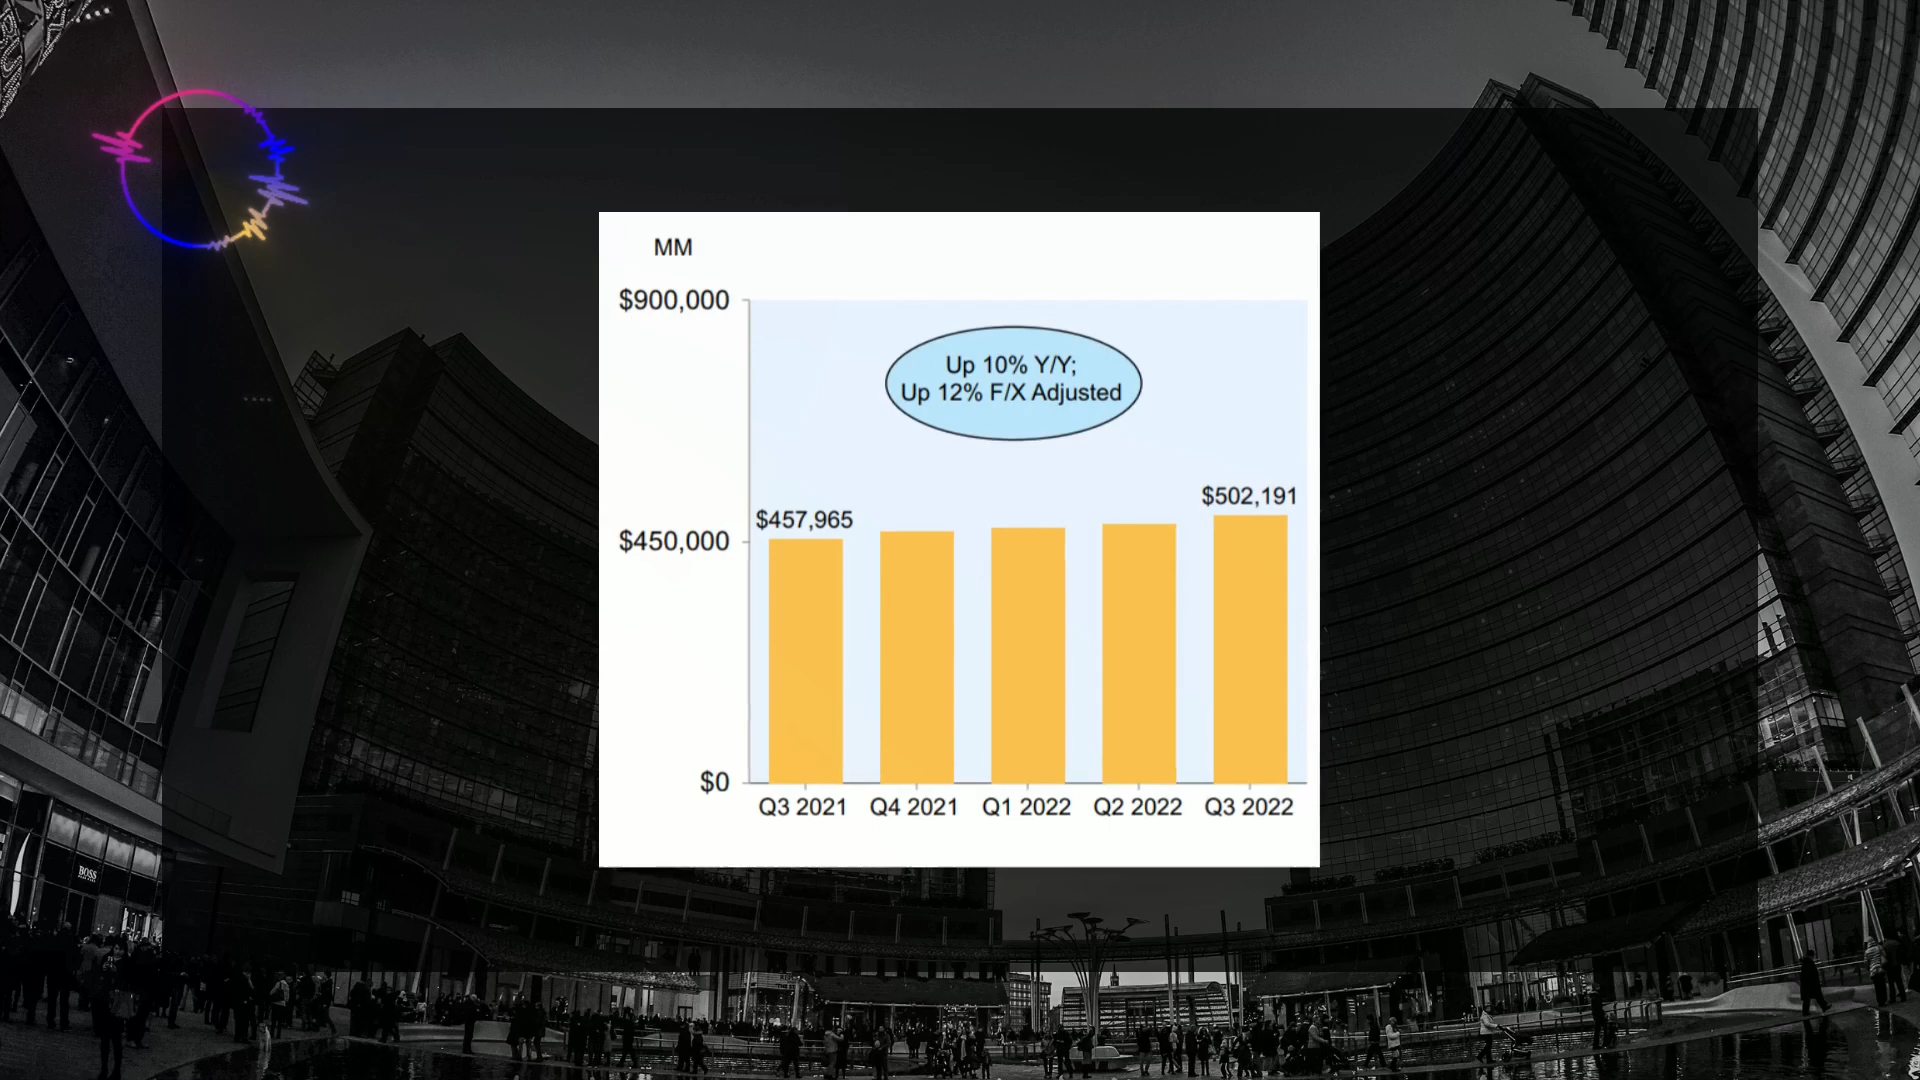 MM
$900,000
Up 10% Y/Y;
Up 12% F/X Adjusted
$502,191
$457,965
$450,000
$0
Q3 2021 Q4 2021 Q1 2022 Q2 2022 Q3 2022
BOSS